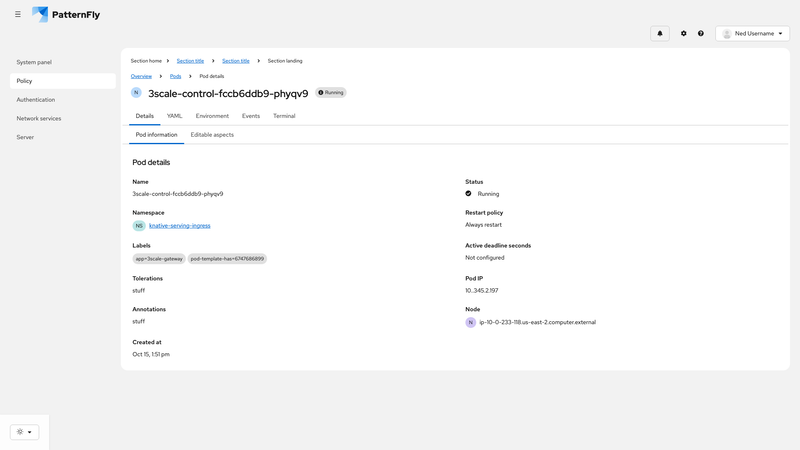 PatternFly
Ned Username
System panel
Policy
Authentication
Network services
Server
Section home > Section title > Section title > Section landing
Overview > Pods > Pod details
N 3scale-control-fccb6ddb9-phyqv9 Running
Details YAML Environment Events Terminal
Pod information Editable aspects
Pod details
Name
3scale-control-fccb6ddb9-phyqv9
Namespace
NS knative-serving-ingress
Labels
app=3scale-gateway pod-template-has=6747686899
Tolerations
stuff
Annotations
stuff
Created at
Oct 15, 1:51 pm
Status
Running
Restart policy
Always restart
Active deadline seconds
Not configured
Pod IP
10..345.2.197
Node
N ip-10-0-233-118.us-east-2.computer.external